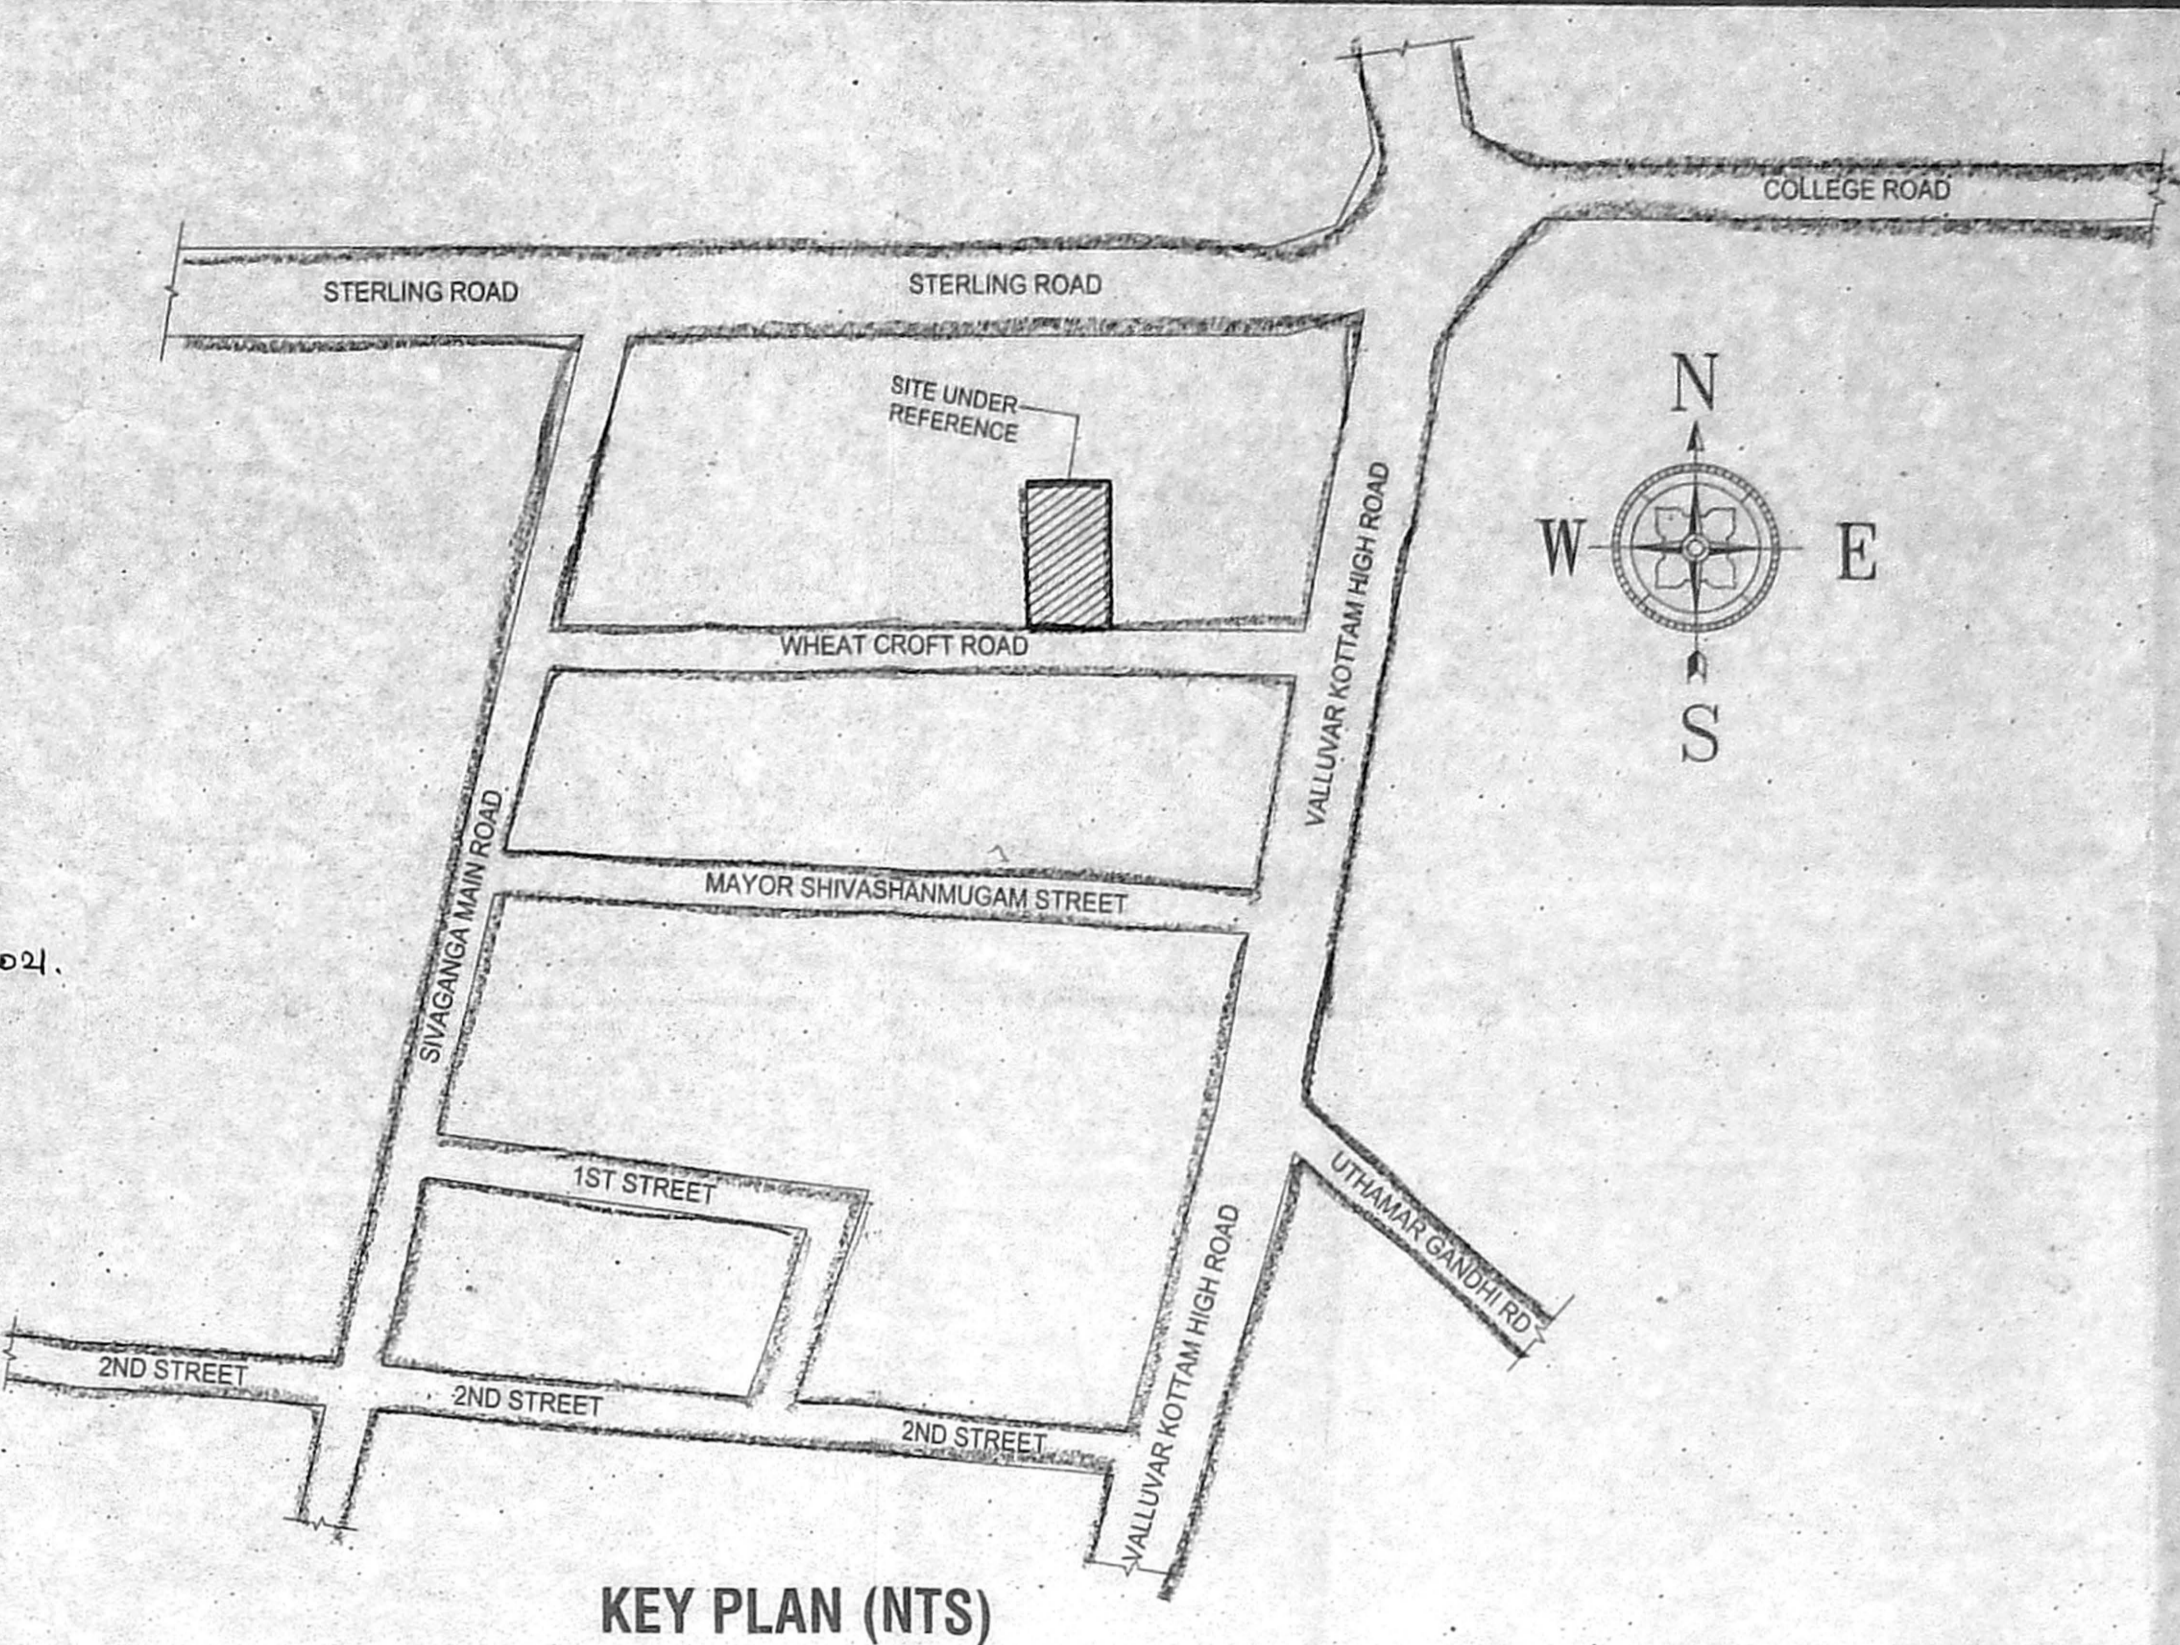 COLLEGE ROAD
STERLING ROAD
STERLING ROAD
SITE UNDER
REFERENCE
N
W
E
S
WHEAT CROFT ROAD
VALLUVAR KOTTAM HIGH ROAD
SIVAGANGA MAIN ROAD
MAYOR SHIVASHANMUGAM STREET
1ST STREET
UTHAMAR GANDHI RD
VALLUVAR KOTTAM HIGH ROAD
2ND STREET
2ND STREET
2ND STREET
KEY PLAN (NTS)